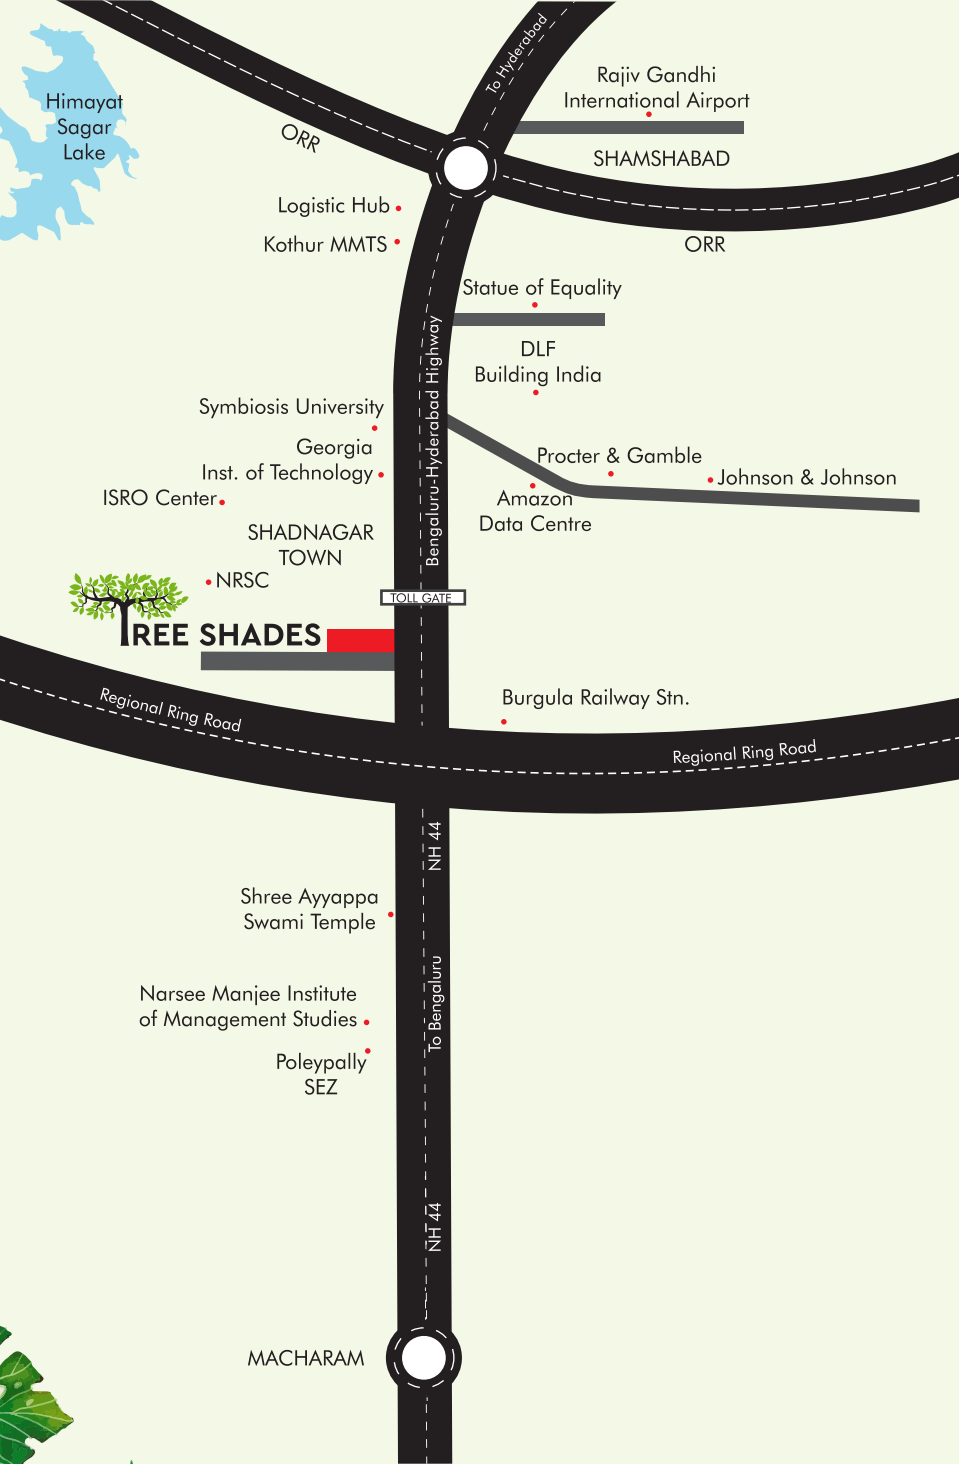 To Hyderabad
Rajiv Gandhi
International Airport
Himayat
Sagar
Lake
ORR
SHAMSHABAD
Logistic Hub
Kothur MMTS
ORR
Statue of Equality
Bengaluru-Hyderabad Highway
DLF
Building India
Symbiosis University
Georgia
Inst. of Technology
Procter & Gamble
Johnson & Johnson
ISRO Center
Amazon
Data Centre
SHADNAGAR
TOWN
NRSC
TOLL GATE
TREE SHADES
Regional Ring Road
Burgula Railway Stn.
Regional Ring Road
NH 44
Shree Ayyappa
Swami Temple
To Bengaluru
Narsee Manjee Institute
of Management Studies
Poleypally
SEZ
NH 44
MACHARAM